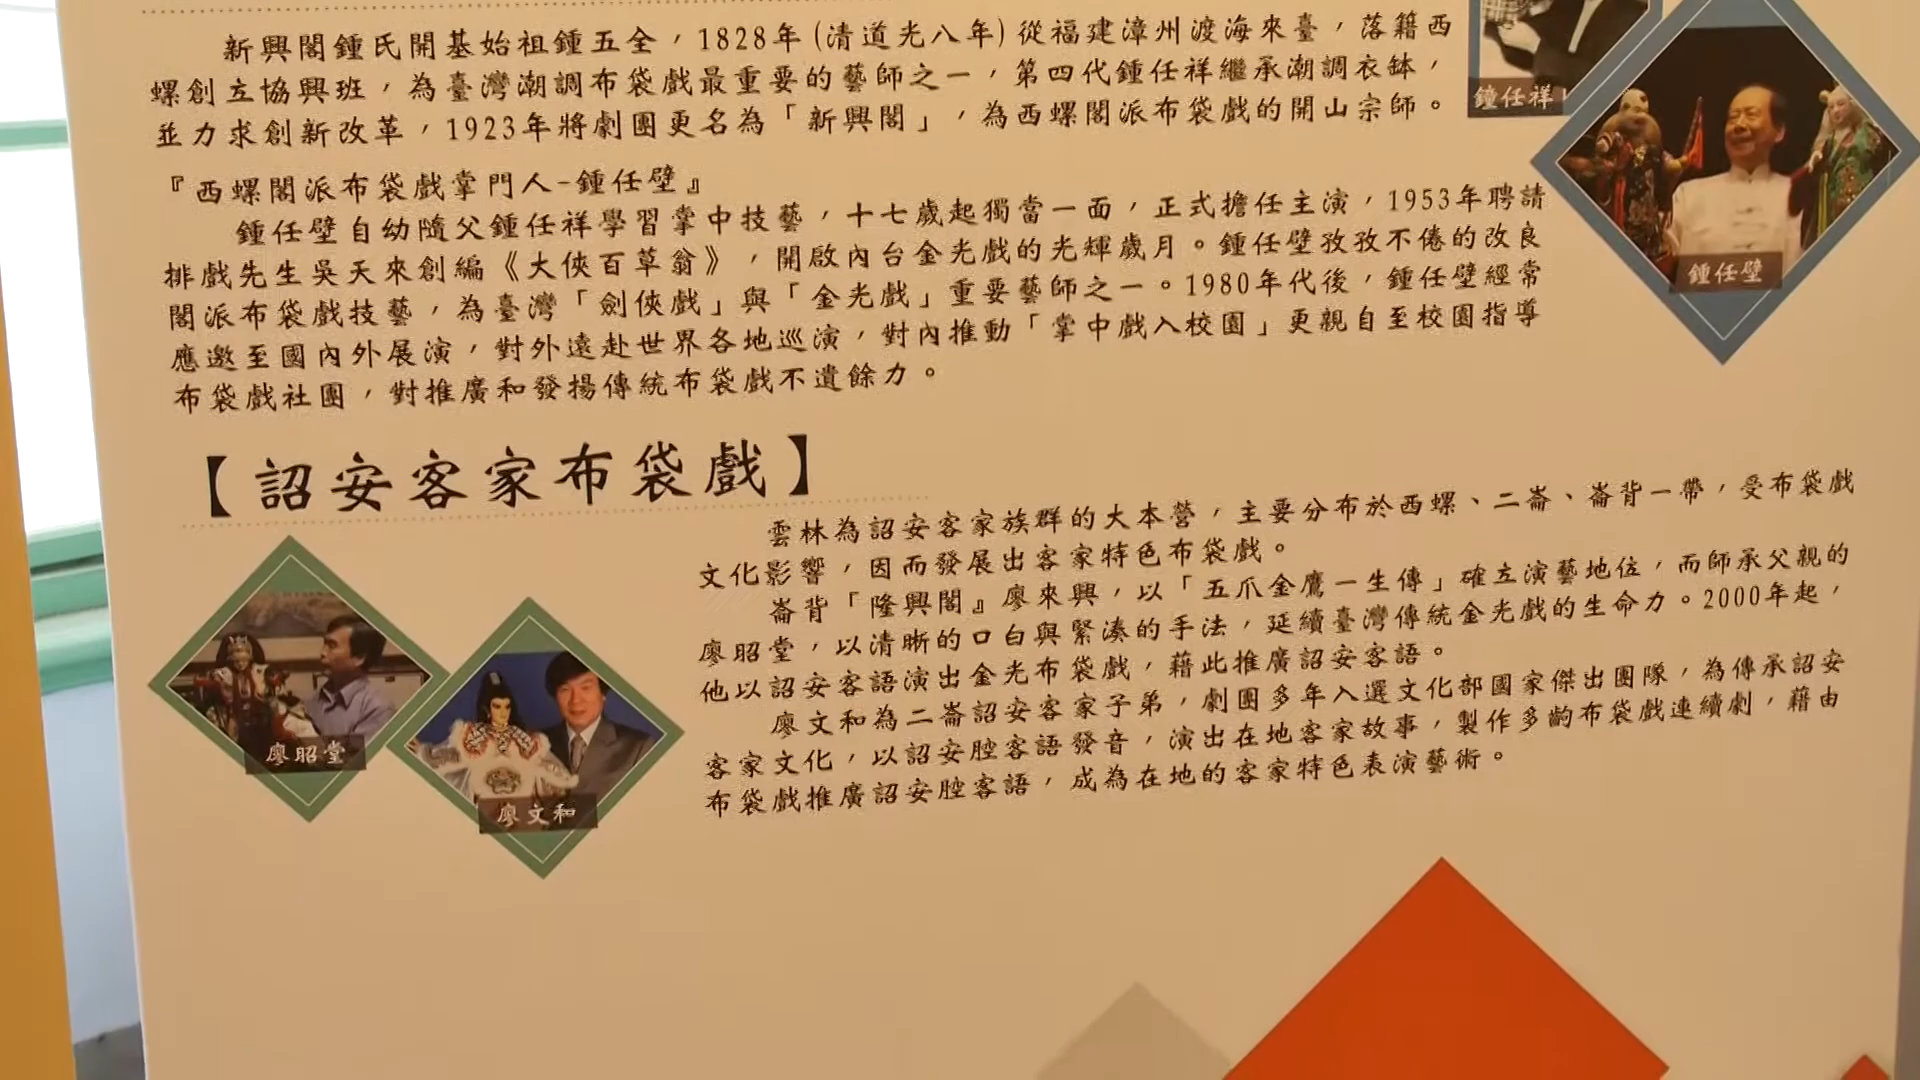 新興閣鍾氏開基始祖鍾五全，1828年(清道光八年)從福建漳州渡海來臺，落籍西
螺創立協興班，為臺灣潮調布袋戲最重要的藝師之一，第四代鍾任祥繼承潮調衣缽，
並力求創新改革，1923年將劇團更名為「新興閣」，為西螺閣派布袋戲的開山宗師。
鐘任祥
『西螺閣派布袋戲掌門人-鍾任壁』
鍾任壁自幼隨父鍾任祥學習掌中技藝，十七歲起獨當一面，正式擔任主演，1953年聘請
排戲先生吳天來創編《大俠百草翁》，開啟內台金光戲的光輝歲月。鍾任壁孜孜不倦的改良
閣派布袋戲技藝，為臺灣「劍俠戲」與「金光戲」重要藝師之一。1980年代後，鍾任壁經常
應邀至國內外展演，對外遠赴世界各地巡演，對內推動「掌中戲入校園」更親自至校園指導
布袋戲社團，對推廣和發揚傳統布袋戲不遺餘力。
鍾任壁
【詔安客家布袋戲】
雲林為詔安客家族群的大本營，主要分布於西螺、二崙、崙背一帶，受布袋戲
文化影響，因而發展出客家特色布袋戲。
崙背「隆興閣』廖來興，以「五爪金鷹一生傳」確立演藝地位，而師承父親的
廖昭堂，以清晰的口白與緊湊的手法，延續臺灣傳統金光戲的生命力。2000年起，
他以詔安客語演出金光布袋戲，藉此推廣詔安客語。
廖文和為二崙詔安客家子弟，劇團多年入選文化部國家傑出團隊，為傳承詔安
客家文化，以詔安腔客語發音，演出在地客家故事，製作多齣布袋戲連續劇，藉由
布袋戲推廣詔安腔客語，成為在地的客家特色表演藝術。
廖昭堂
廖文和